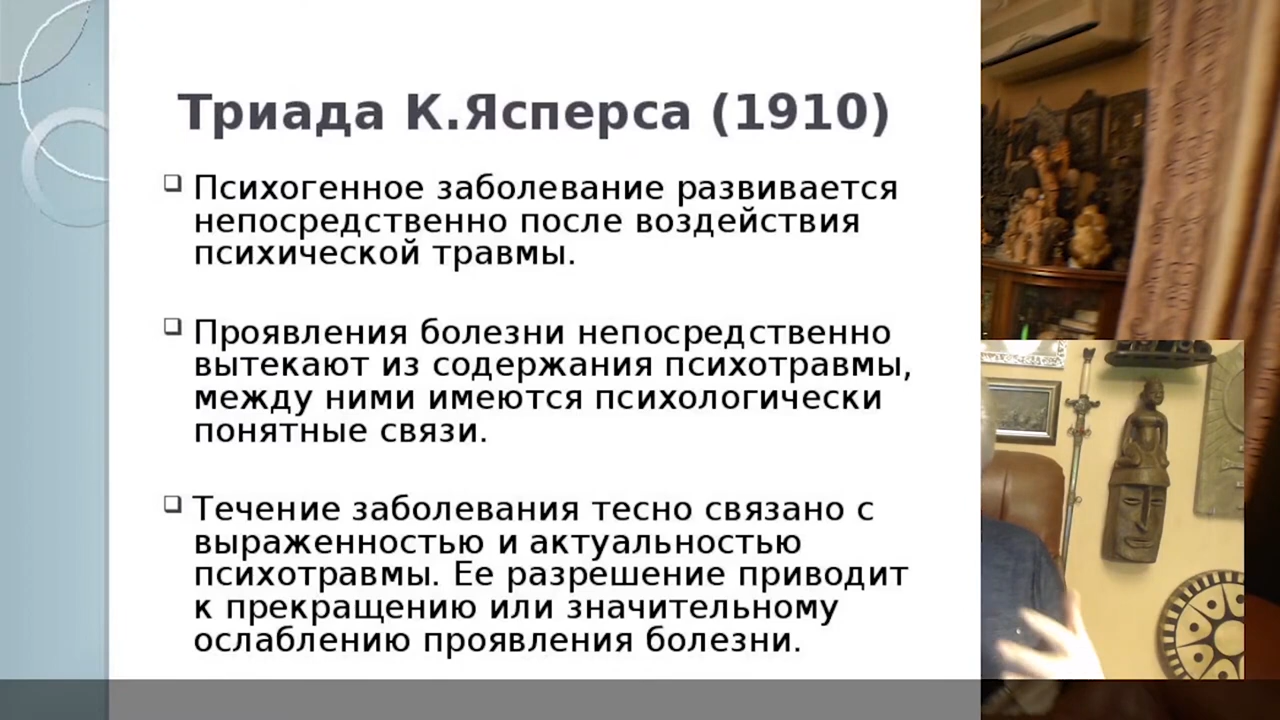 Триада К.Ясперса (1910)
Психогенное заболевание развивается
непосредственно после воздействия
психической травмы.
Проявления болезни непосредственно
вытекают из содержания психотравмы,
между ними имеются психологически
понятные связи.
Течение заболевания тесно связано с
выраженностью и актуальностью
психотравмы. Ее разрешение приводит
к прекращению или значительному
ослаблению проявления болезни.